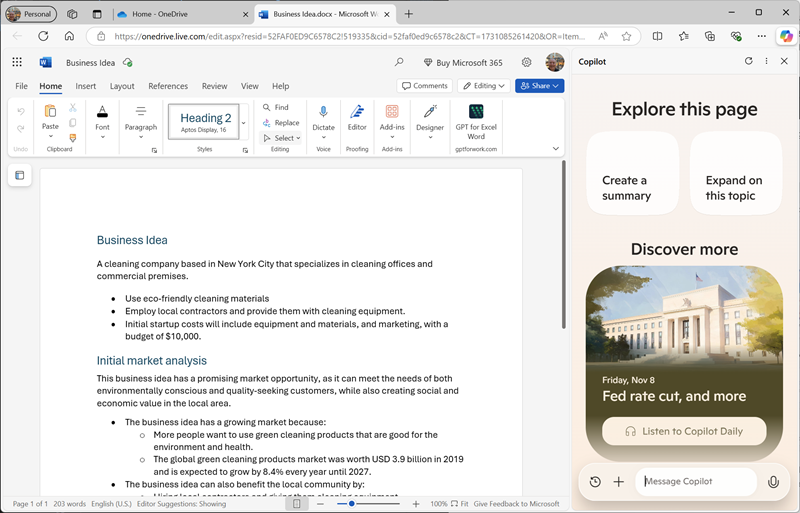 Personal
Home - OneDrive
Business Idea.docx - Microsoft W
https://onedrive.live.com/edit.aspx?resid=52FAF0ED9C6578C2!519335&cid=52faf0ed9c6578c2&CT=1731085261420&OR=Item...
Copilot
W
Business Idea
Buy Microsoft 365
File Home Insert Layout References Review View Help
Comments
Editing
Share
Paste
Font
Paragraph
Heading 2
Aptos Display, 16
Find
Replace
Select
Dictate
Editor
Add-ins
Designer
GPT for Excel
Word
Undo
Clipboard
Styles
Editing
Voice
Proofing
Add-ins
gptforwork.com
Business Idea
A cleaning company based in New York City that specializes in cleaning offices and
commercial premises.
• Use eco-friendly cleaning materials
• Employ local contractors and provide them with cleaning equipment.
• Initial startup costs will include equipment and materials, and marketing, with a
budget of $10,000.
Initial market analysis
This business idea has a promising market opportunity, as it can meet the needs of both
environmentally conscious and quality-seeking customers, while also creating social and
economic value in the local area.
• The business idea has a growing market because:
o More people want to use green cleaning products that are good for the
environment and health.
o The global green cleaning products market was worth USD 3.9 billion in 2019
and is expected to grow by 8.4% every year until 2027.
• The business idea can also benefit the local community by:
Explore this page
Create a
summary
Expand on
this topic
Discover more
Friday, Nov 8
Fed rate cut, and more
Listen to Copilot Daily
Message Copilot
Page 1 of 1 203 words English (U.S.) Editor Suggestions: Showing
100% Fit Give Feedback to Microsoft